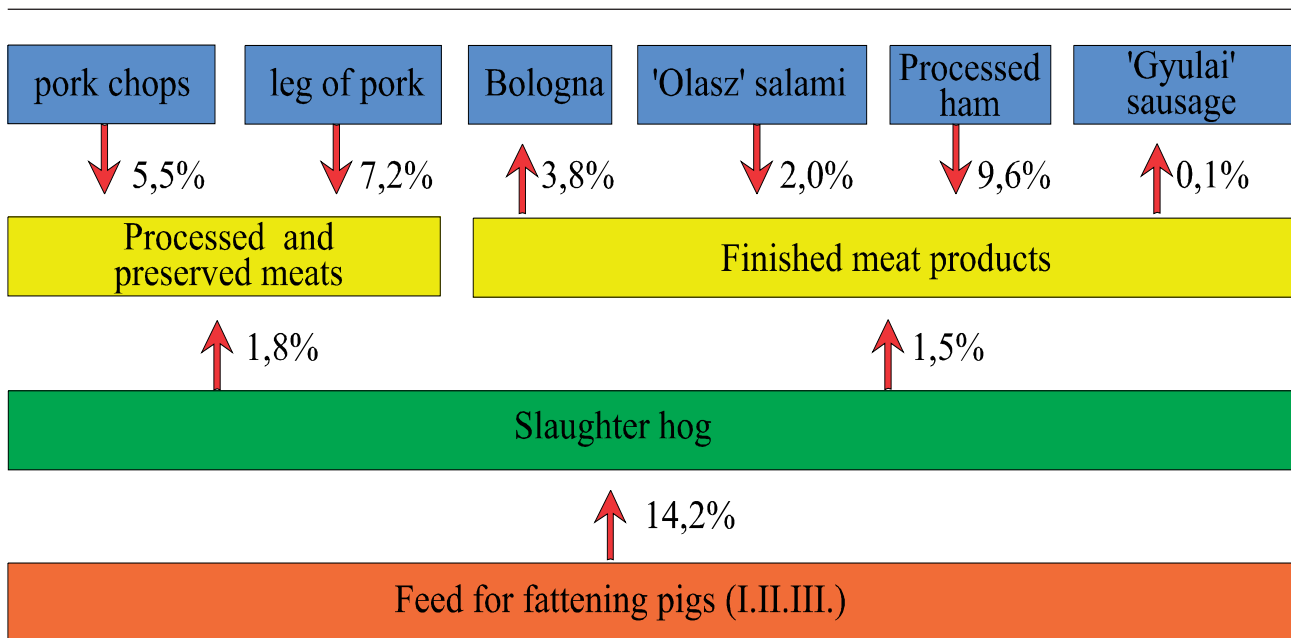 pork chops
leg of pork
Bologna
'Olasz' salami
Processed
ham
'Gyulai'
sausage
5,5%
7,2%
3,8%
2,0%
9,6%
0,1%
Processed and
preserved meats
Finished meat products
1,8%
1,5%
Slaughter hog
14,2%
Feed for fattening pigs (I.II.III.)